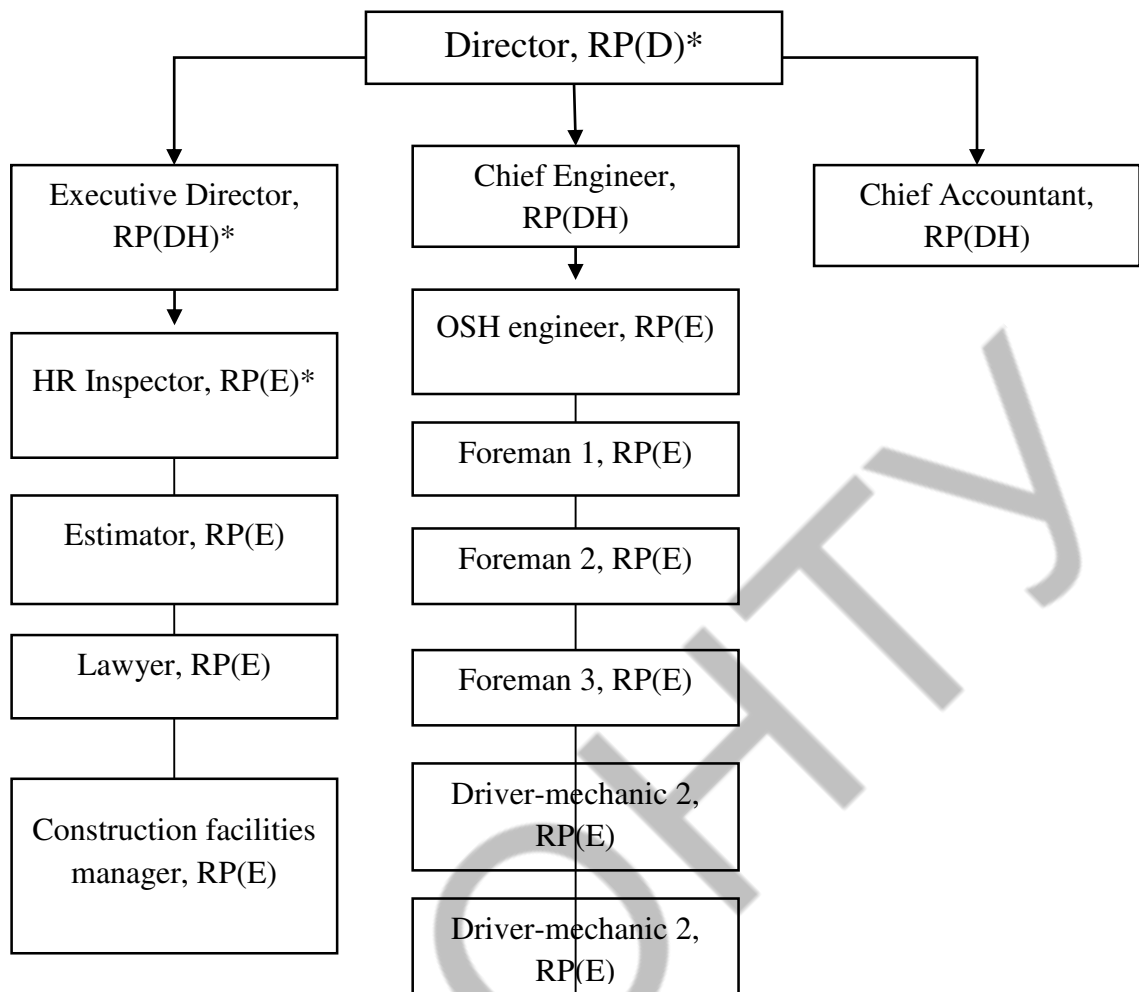 Director, RP(D)*
Executive Director,
RP(DH)*
Chief Engineer,
RP(DH)
Chief Accountant,
RP(DH)
HR Inspector, RP(E)*
Estimator, RP(E)
Lawyer, RP(E)
Construction facilities
manager, RP(E)
OSH engineer, RP(E)
Foreman 1, RP(E)
Foreman 2, RP(E)
Foreman 3, RP(E)
Driver-mechanic 2,
RP(E)
Driver-mechanic 2,
RP(E)
ОНТУ